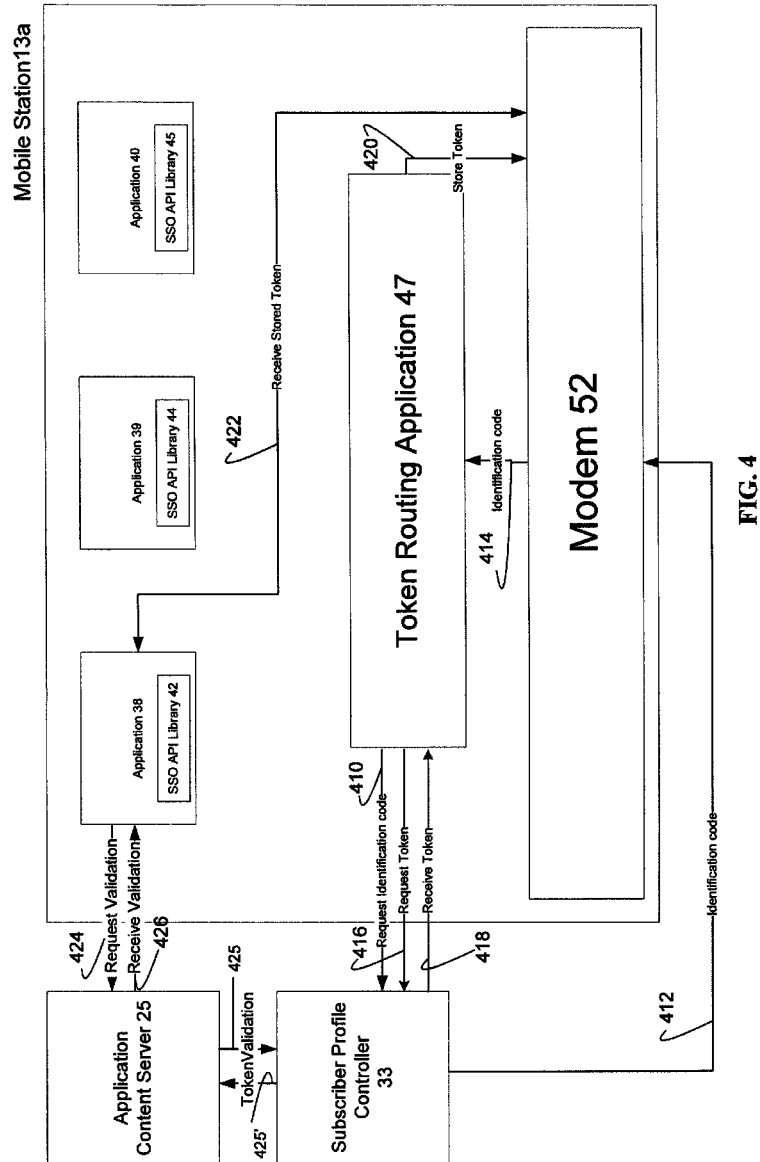 Mobile Station13a
Application 38
SSO API Library 42
Application 39
SSO API Library 44
Application 40
SSO API Library 45
Application
Content Server 25
424
Request Validation
Receive Validation
426
422
Receive Stored Token
425
TokenValidation
425'
Subscriber Profile
Controller
33
410
Request Identification code
416
Request Token
Receive Token
418
Token Routing Application 47
420
Store Token
414
Identification code
Modem 52
412
Identification code
FIG. 4